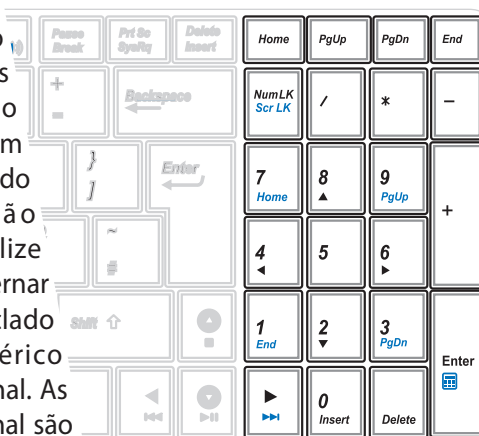 Pause Prt Sc Delete Home PgUp PgDn End
Break SysRq Insert
+ Backspace NumLK / * −
- Scr LK
} Enter 7 8 9 +
] Home PgUp
~ 4 5 6
#
Shift 1 2 3 Enter
End PgDn
0
Insert Delete
o
s
o
m
do
ão
lize
ernar
lado
érico
nal. As
nal são